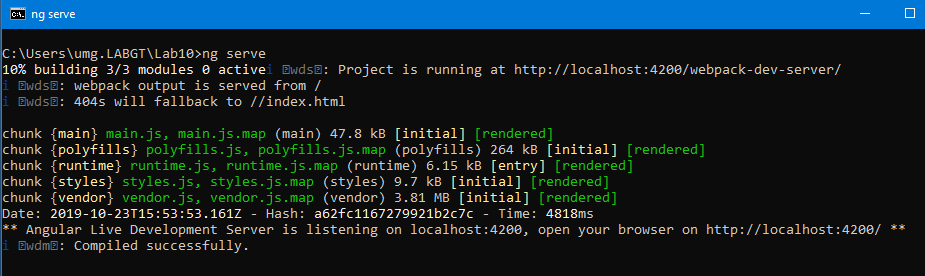 ng serve
C:\Users\umg.LABGT\Lab10>ng serve
10% building 3/3 modules 0 activei ｢wds｣: Project is running at http://localhost:4200/webpack-dev-server/
i ｢wds｣: webpack output is served from /
i ｢wds｣: 404s will fallback to //index.html
chunk {main} main.js, main.js.map (main) 47.8 kB [initial] [rendered]
chunk {polyfills} polyfills.js, polyfills.js.map (polyfills) 264 kB [initial] [rendered]
chunk {runtime} runtime.js, runtime.js.map (runtime) 6.15 kB [entry] [rendered]
chunk {styles} styles.js, styles.js.map (styles) 9.7 kB [initial] [rendered]
chunk {vendor} vendor.js, vendor.js.map (vendor) 3.81 MB [initial] [rendered]
Date: 2019-10-23T15:53:53.161Z - Hash: a62fc1167279921b2c7c - Time: 4818ms
** Angular Live Development Server is listening on localhost:4200, open your browser on http://localhost:4200/ **
i ｢wdm｣: Compiled successfully.